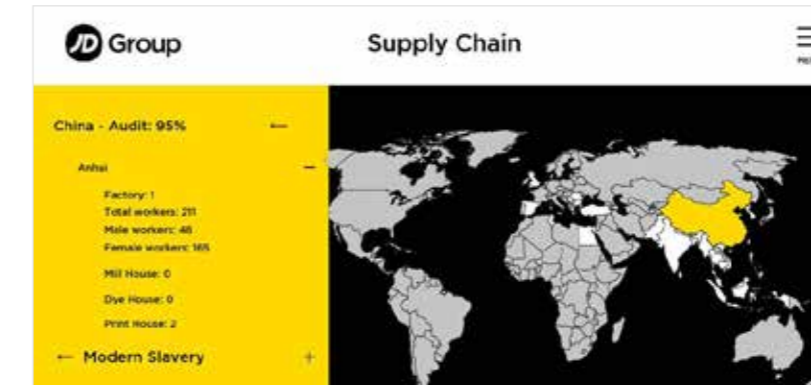 JD Group
Supply Chain
China - Audit: 95%
Anhui
Factory: 1
Total workers: 211
Male workers: 46
Female workers: 165
Mill House: 0
Dye House: 0
Print House: 2
Modern Slavery